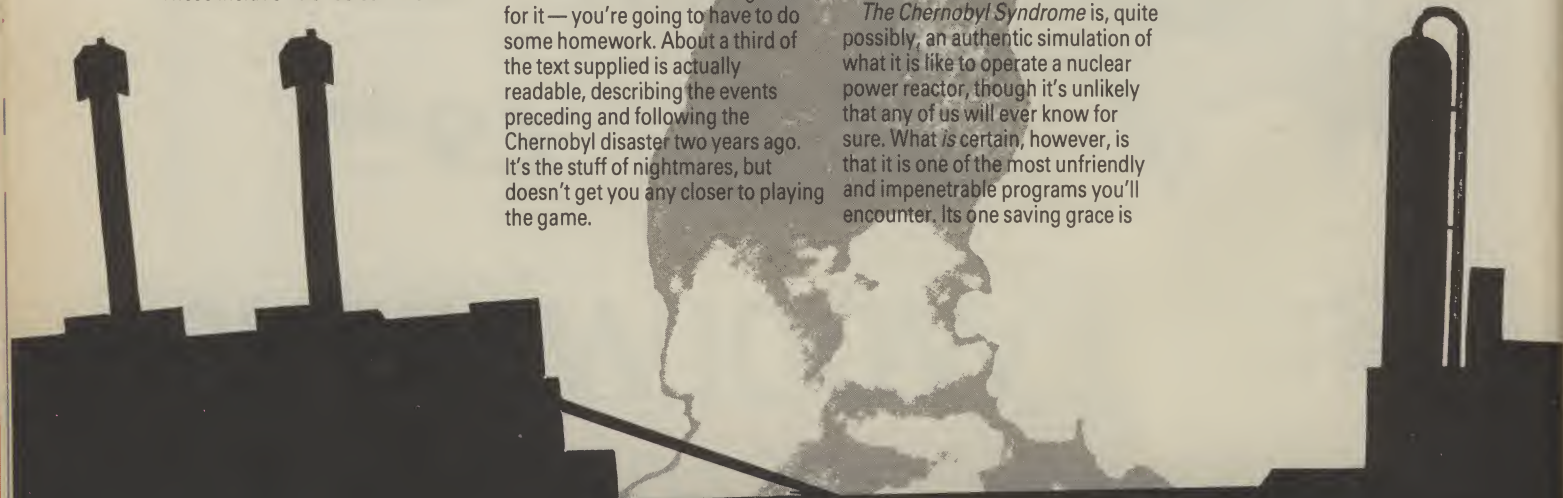 for it — you're going to have to do
some homework. About a third of
the text supplied is actually
readable, describing the events
preceding and following the
Chernobyl disaster two years ago.
It's the stuff of nightmares, but
doesn't get you any closer to playing
the game.
The Chernobyl Syndrome is, quite
possibly, an authentic simulation of
what it is like to operate a nuclear
power reactor, though it's unlikely
that any of us will ever know for
sure. What is certain, however, is
that it is one of the most unfriendly
and impenetrable programs you'll
encounter. Its one saving grace is